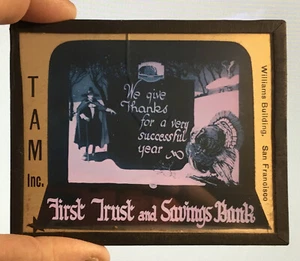 TAM
Inc.
We give
Thanks
for a very
successful
year
Williams Building, San Francisco
First Trust and Savings Bank